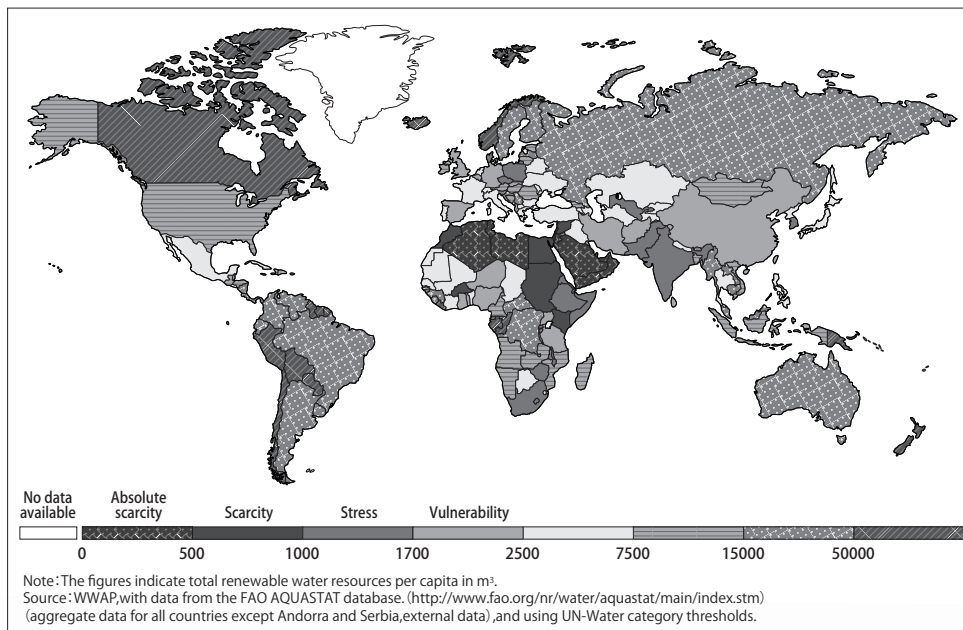 No data
available
Absolute
scarcity
Scarcity
Stress
Vulnerability
0
500
1000
1700
2500
7500
15000
50000
Note:The figures indicate total renewable water resources per capita in m³.
Source:WWAP,with data from the FAO AQUASTAT database.(http://www.fao.org/nr/water/aquastat/main/index.stm)
(aggregate data for all countries except Andorra and Serbia,external data),and using UN-Water category thresholds.